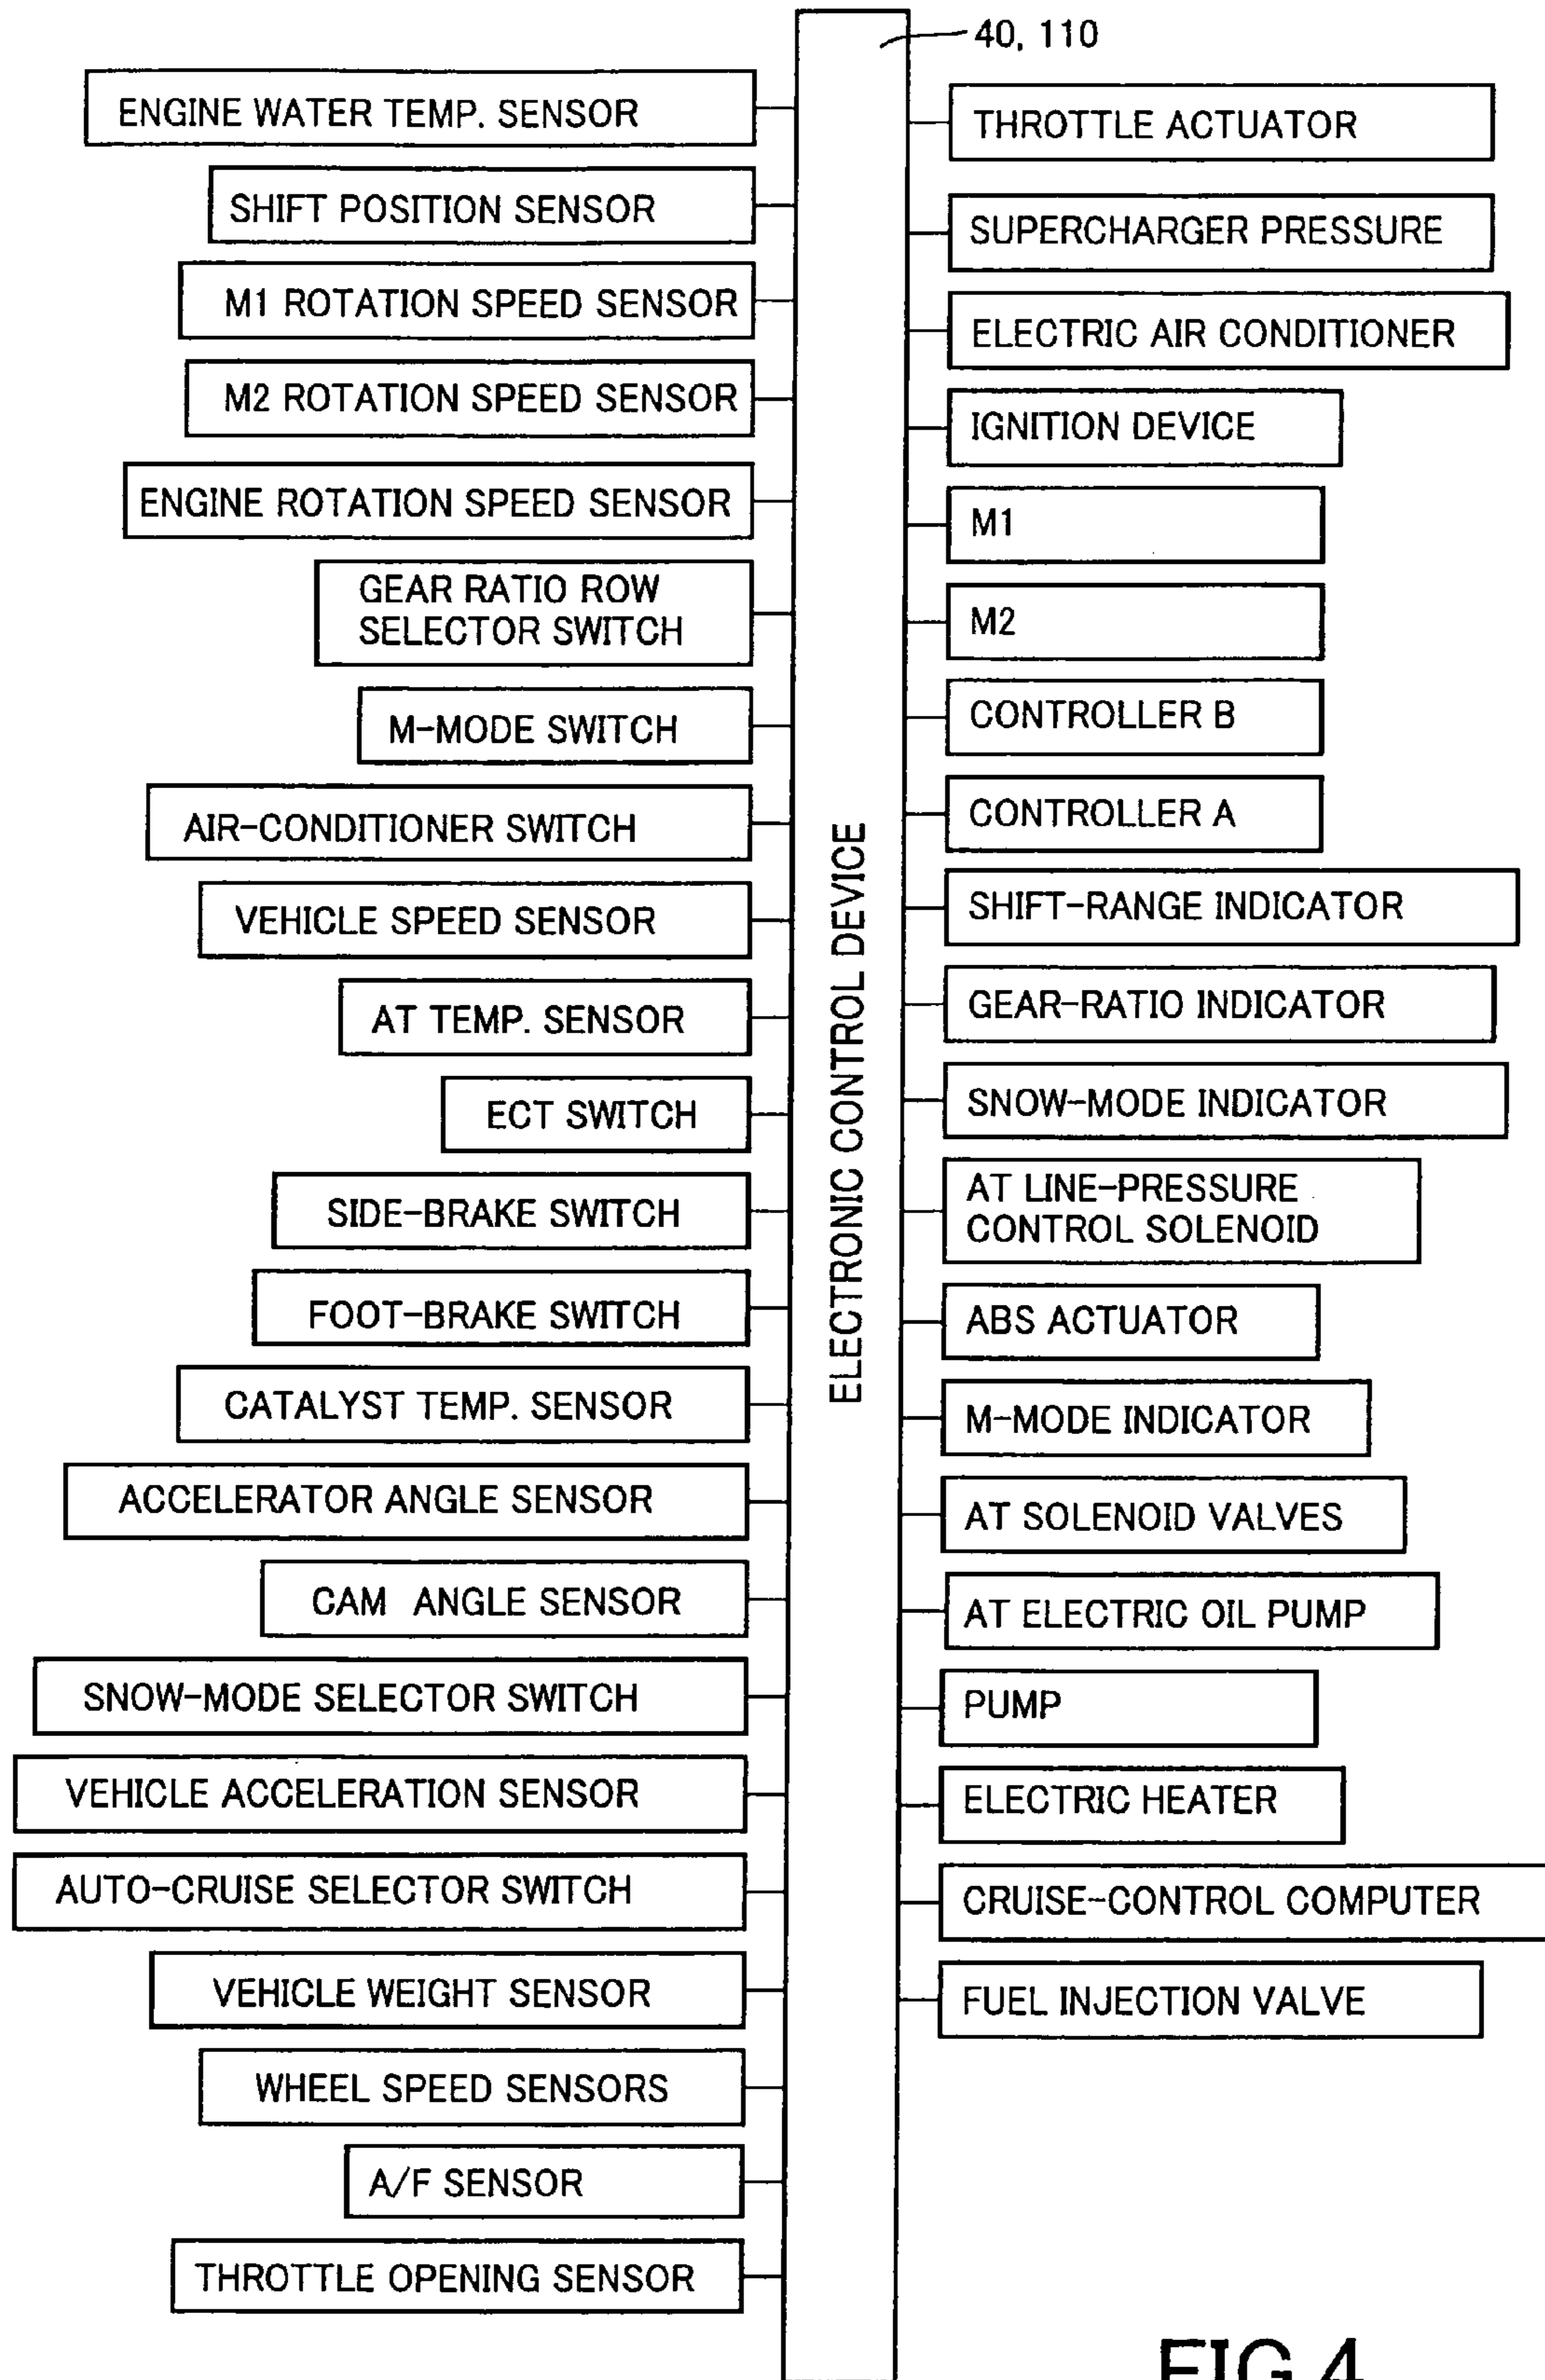 40, 110
ENGINE WATER TEMP. SENSOR
SHIFT POSITION SENSOR
M1 ROTATION SPEED SENSOR
M2 ROTATION SPEED SENSOR
ENGINE ROTATION SPEED SENSOR
GEAR RATIO ROW
SELECTOR SWITCH
M-MODE SWITCH
AIR-CONDITIONER SWITCH
VEHICLE SPEED SENSOR
AT TEMP. SENSOR
ECT SWITCH
SIDE-BRAKE SWITCH
FOOT-BRAKE SWITCH
CATALYST TEMP. SENSOR
ACCELERATOR ANGLE SENSOR
CAM ANGLE SENSOR
SNOW-MODE SELECTOR SWITCH
VEHICLE ACCELERATION SENSOR
AUTO-CRUISE SELECTOR SWITCH
VEHICLE WEIGHT SENSOR
WHEEL SPEED SENSORS
A/F SENSOR
THROTTLE OPENING SENSOR
ELECTRONIC CONTROL DEVICE
THROTTLE ACTUATOR
SUPERCHARGER PRESSURE
ELECTRIC AIR CONDITIONER
IGNITION DEVICE
M1
M2
CONTROLLER B
CONTROLLER A
SHIFT-RANGE INDICATOR
GEAR-RATIO INDICATOR
SNOW-MODE INDICATOR
AT LINE-PRESSURE
CONTROL SOLENOID
ABS ACTUATOR
M-MODE INDICATOR
AT SOLENOID VALVES
AT ELECTRIC OIL PUMP
PUMP
ELECTRIC HEATER
CRUISE-CONTROL COMPUTER
FUEL INJECTION VALVE
FIG.4